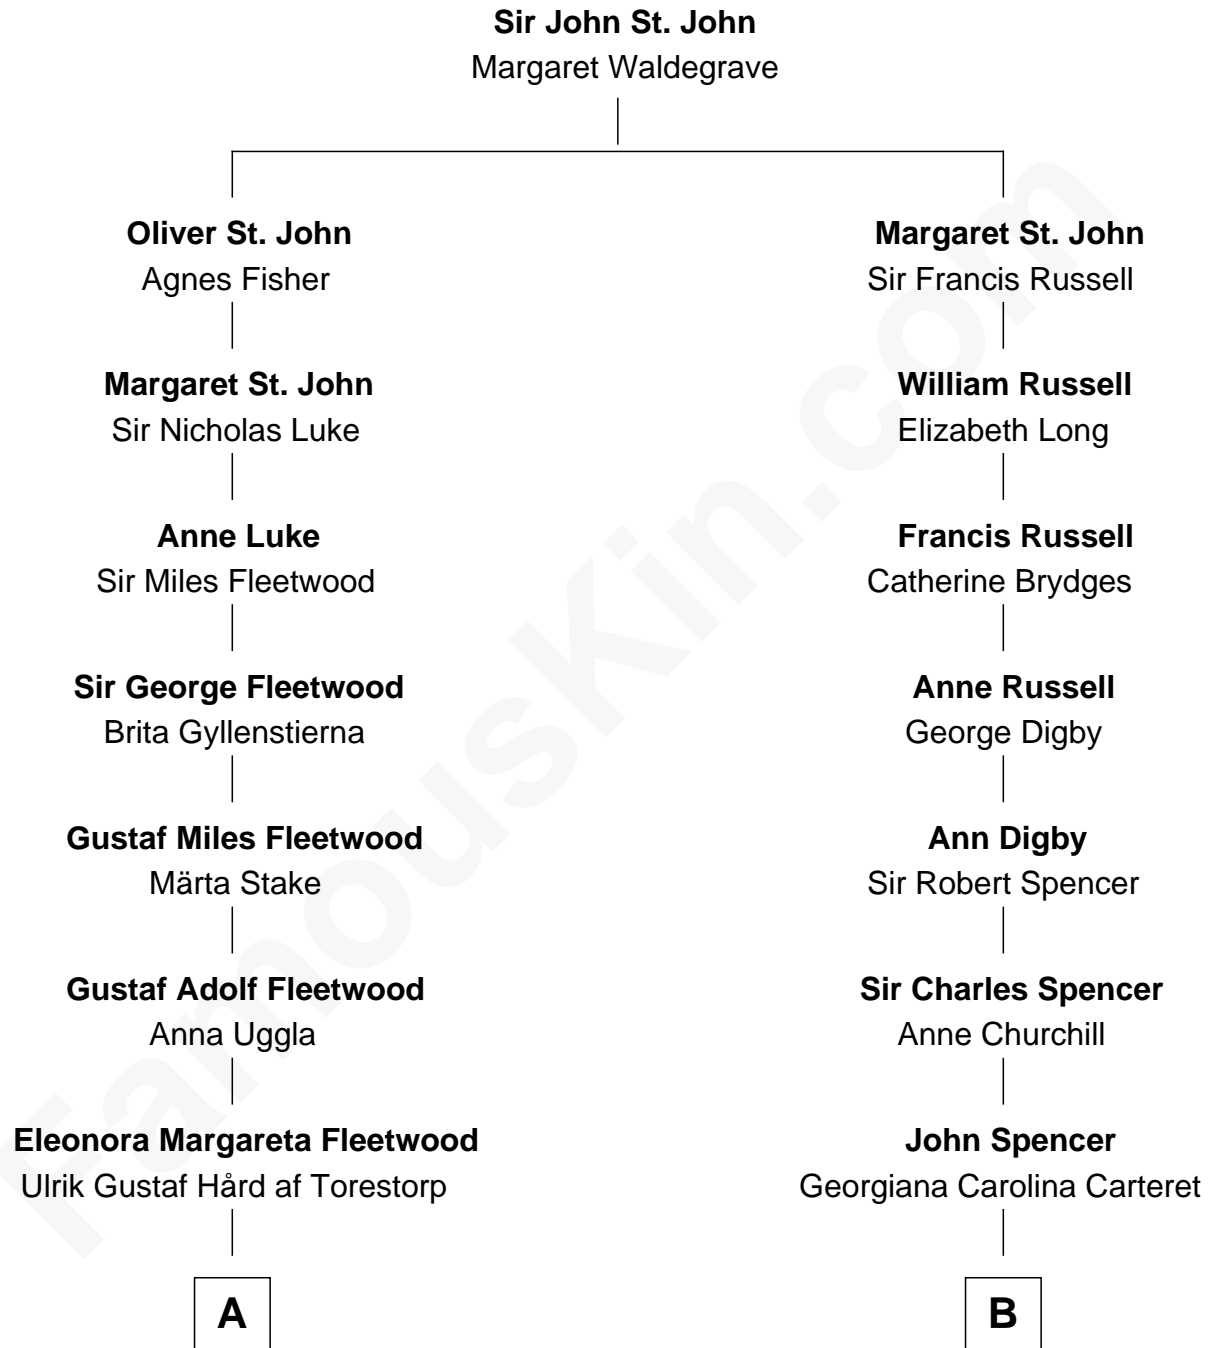 Sir John St. John
Margaret Waldegrave
Oliver St. John
Agnes Fisher
Margaret St. John
Sir Nicholas Luke
Anne Luke
Sir Miles Fleetwood
Sir George Fleetwood
Brita Gyllenstierna
Gustaf Miles Fleetwood
Märta Stake
Gustaf Adolf Fleetwood
Anna Uggla
Eleonora Margareta Fleetwood
Ulrik Gustaf Hård af Torestorp
A
Margaret St. John
Sir Francis Russell
William Russell
Elizabeth Long
Francis Russell
Catherine Brydges
Anne Russell
George Digby
Ann Digby
Sir Robert Spencer
Sir Charles Spencer
Anne Churchill
John Spencer
Georgiana Carolina Carteret
B
FamousKin.com